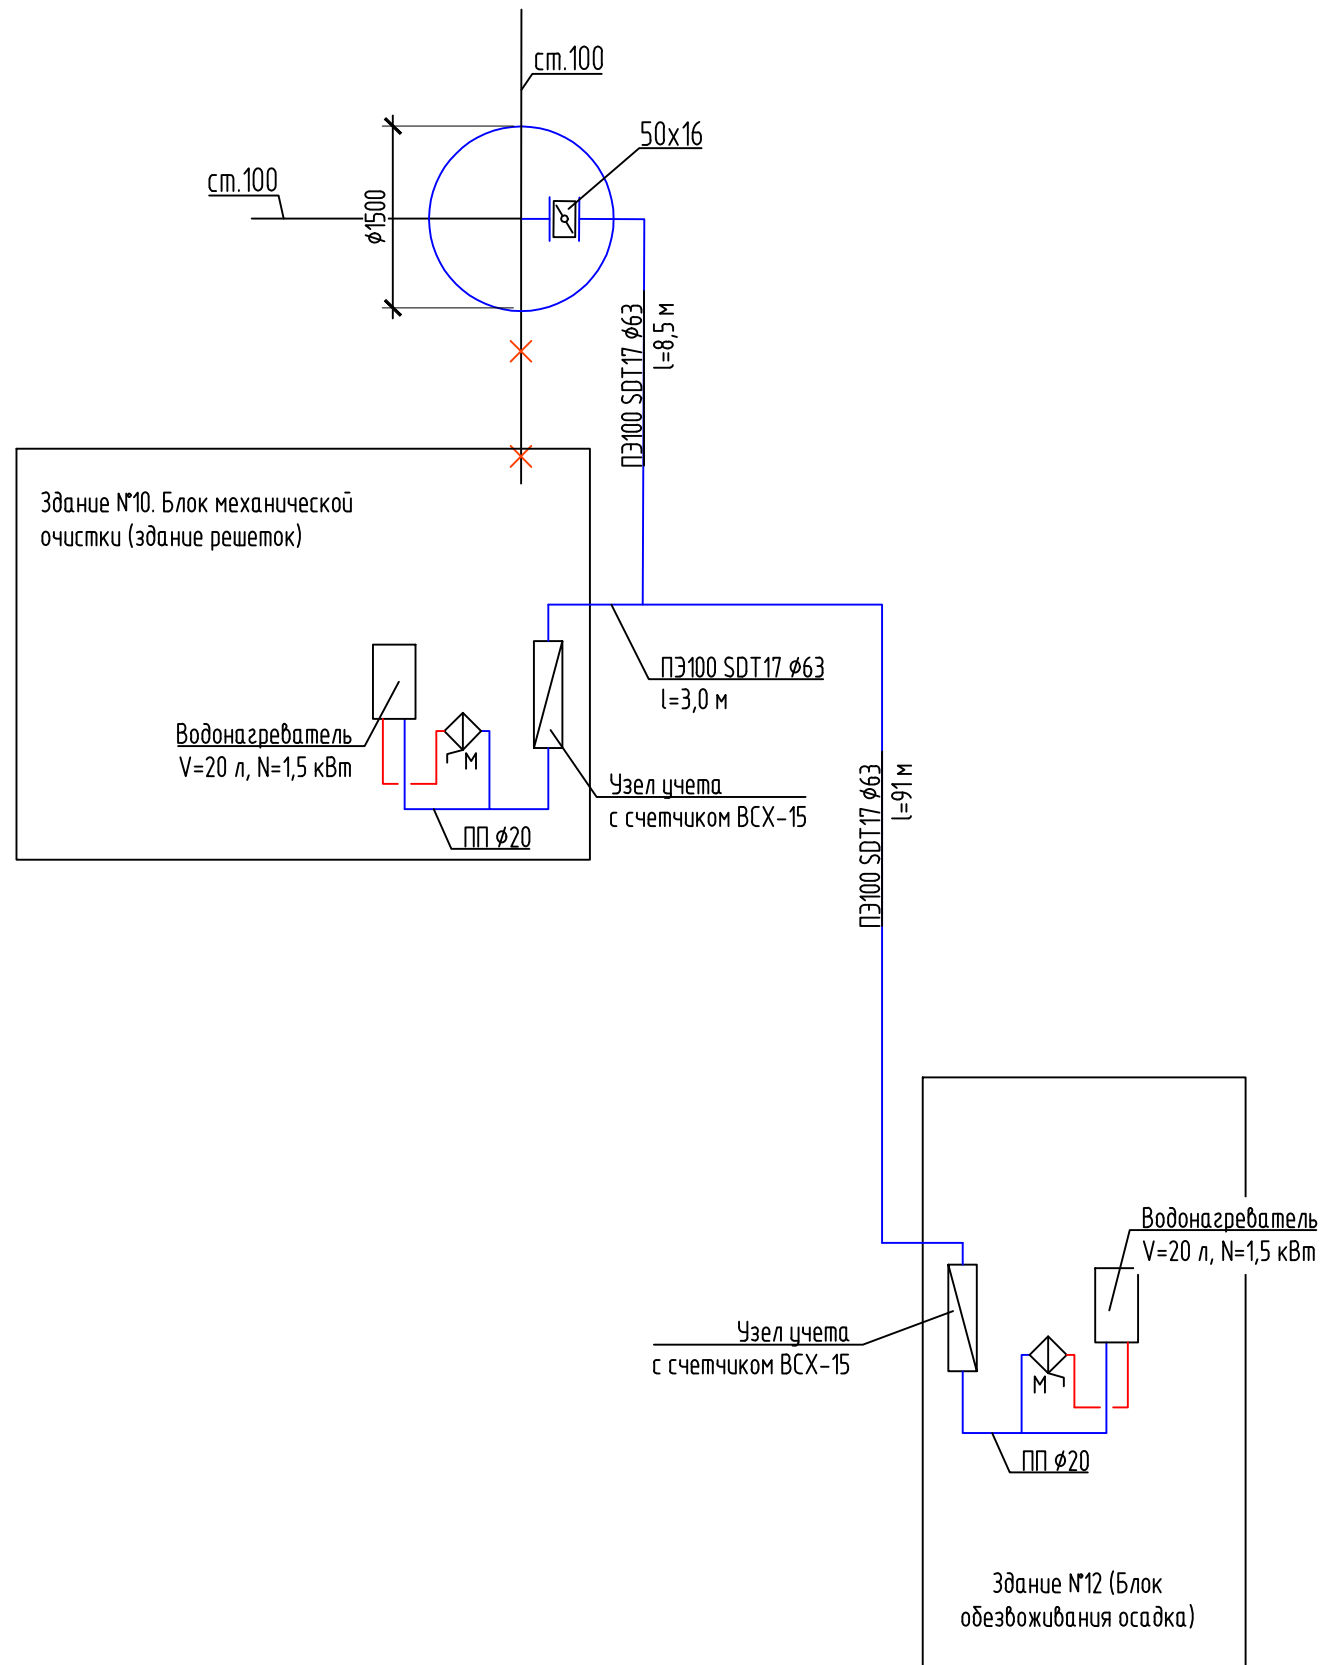 ст.100
50х16
ст.100
ф1500
ПЭ100 SDT17 ф63
l=8,5 м
Здание №10. Блок механической
очистки (здание решеток)
ПЭ100 SDT17 ф63
l=3,0 м
Водонагреватель
V=20 л, N=1,5 кВт
М
Узел учета
с счетчиком ВСХ-15
ПП ф20
ПЭ100 SDT17 ф63
l=91 м
Водонагреватель
V=20 л, N=1,5 кВт
Узел учета
с счетчиком ВСХ-15
М
ПП ф20
Здание №12 (Блок
обезвоживания осадка)